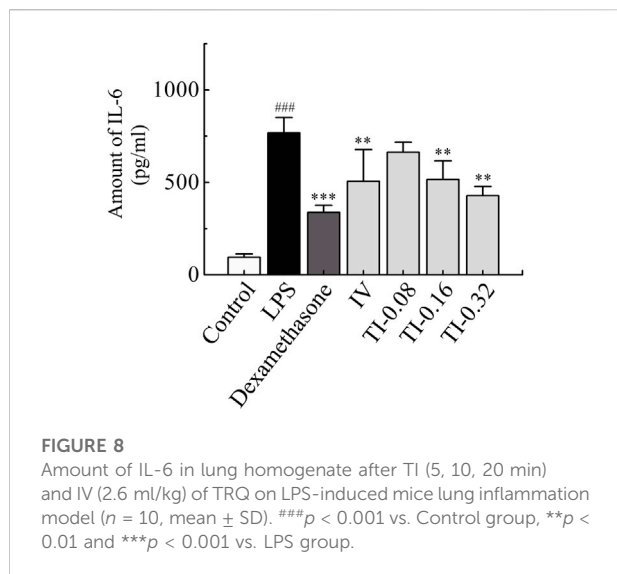 Amount of IL-6
(pg/ml)
1000
500
0
###
***
**
**
**
Control
LPS
Dexamethasone
IV
TI-0.08
TI-0.16
TI-0.32
FIGURE 8
Amount of IL-6 in lung homogenate after TI (5, 10, 20 min)
and IV (2.6 ml/kg) of TRQ on LPS-induced mice lung inflammation
model (n = 10, mean ± SD). ###p < 0.001 vs. Control group, **p <
0.01 and ***p < 0.001 vs. LPS group.